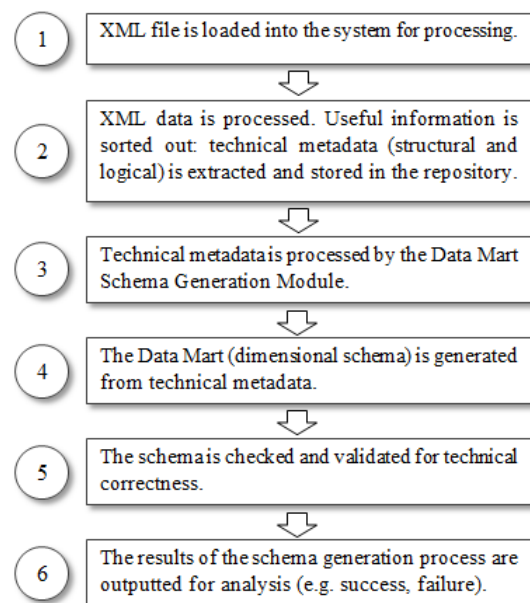 1
XML file is loaded into the system for processing.
2
XML data is processed. Useful information is
sorted out: technical metadata (structural and
logical) is extracted and stored in the repository.
3
Technical metadata is processed by the Data Mart
Schema Generation Module.
4
The Data Mart (dimensional schema) is generated
from technical metadata.
5
The schema is checked and validated for technical
correctness.
6
The results of the schema generation process are
outputted for analysis (e.g. success, failure).